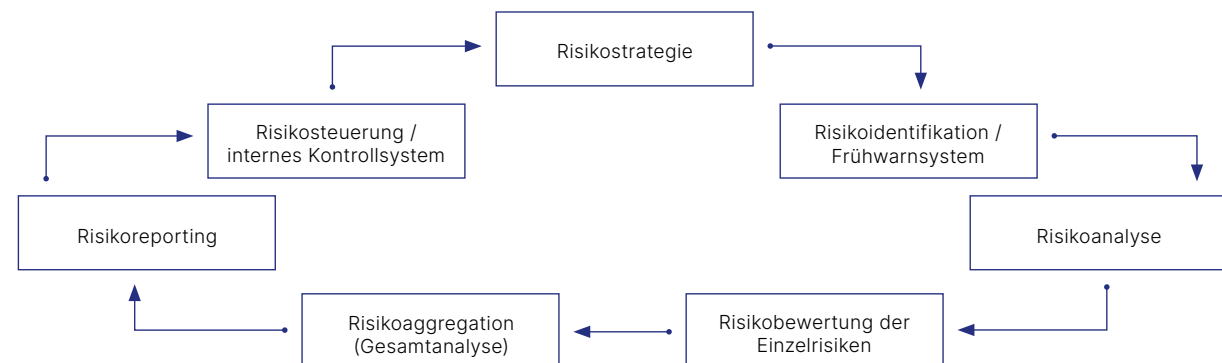 Risikostrategie
Risikosteuerung /
internes Kontrollsystem
Risikoidentifikation /
Frühwarnsystem
Risikoreporting
Risikoanalyse
Risikoaggregation
(Gesamtanalyse)
Risikobewertung der
Einzelrisiken